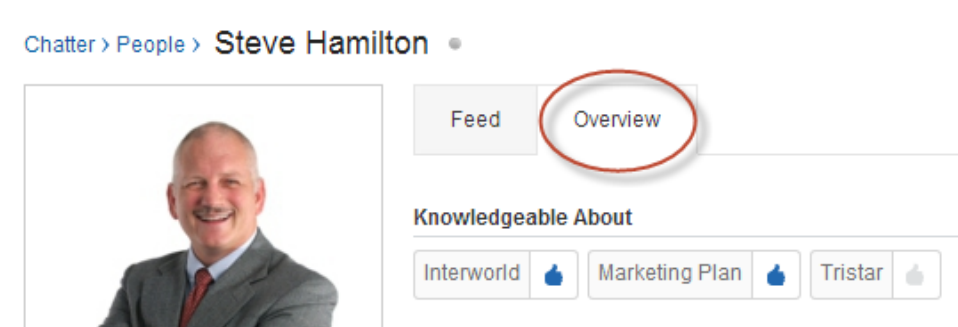 Chatter › People › Steve Hamilton
Feed
Overview
Knowledgeable About
Interworld
Marketing Plan
Tristar